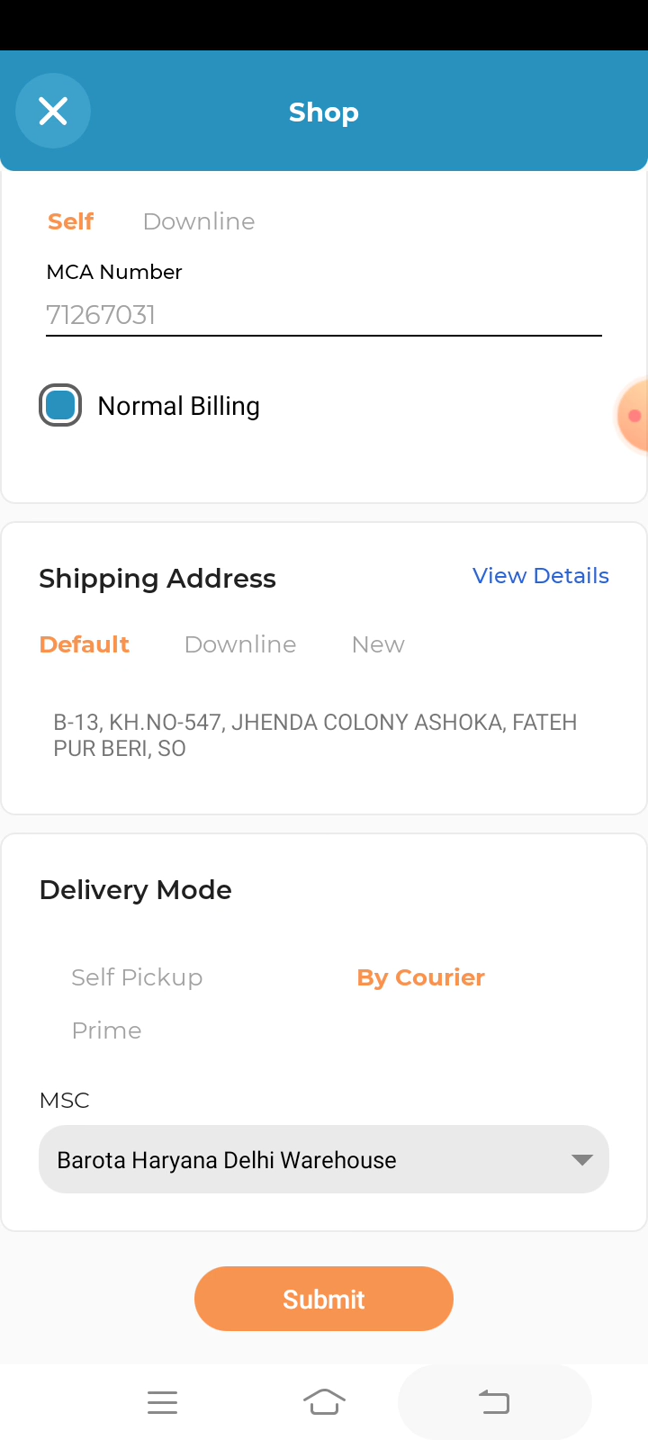 Shop
Self Downline
MCA Number
71267031
Normal Billing
Shipping Address View Details
Default Downline New
B-13, KH.NO-547, JHENDA COLONY ASHOKA, FATEH
PUR BERI, SO
Delivery Mode
Self Pickup By Courier
Prime
MSC
Barota Haryana Delhi Warehouse
Submit